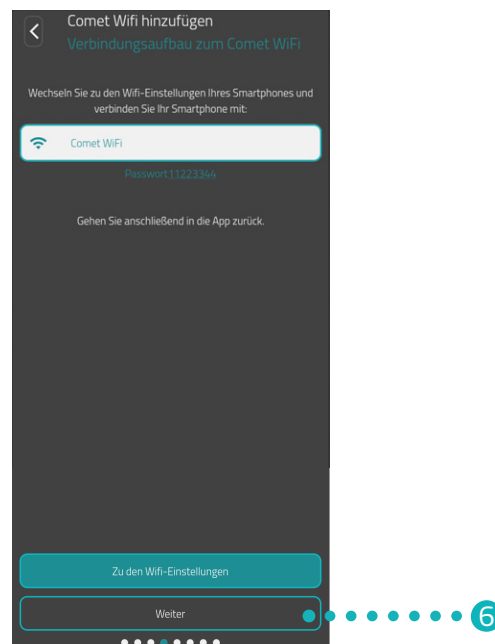 Comet Wifi hinzufügen
Verbindungsaufbau zum Comet WiFi
Wechseln Sie zu den Wifi-Einstellungen Ihres Smartphones und
verbinden Sie Ihr Smartphone mit:
Comet WiFi
Passwort11223344
Gehen Sie anschließend in die App zurück.
Zu den Wifi-Einstellungen
Weiter
6